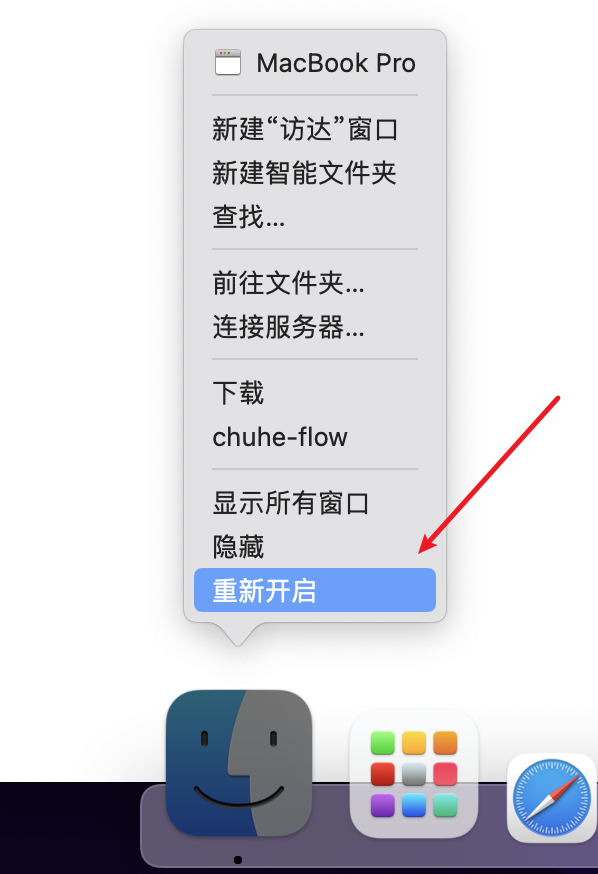 MacBook Pro
新建“访达”窗口
新建智能文件夹
查找...
前往文件夹...
连接服务器...
下载
chuhe-flow
显示所有窗口
隐藏
重新开启